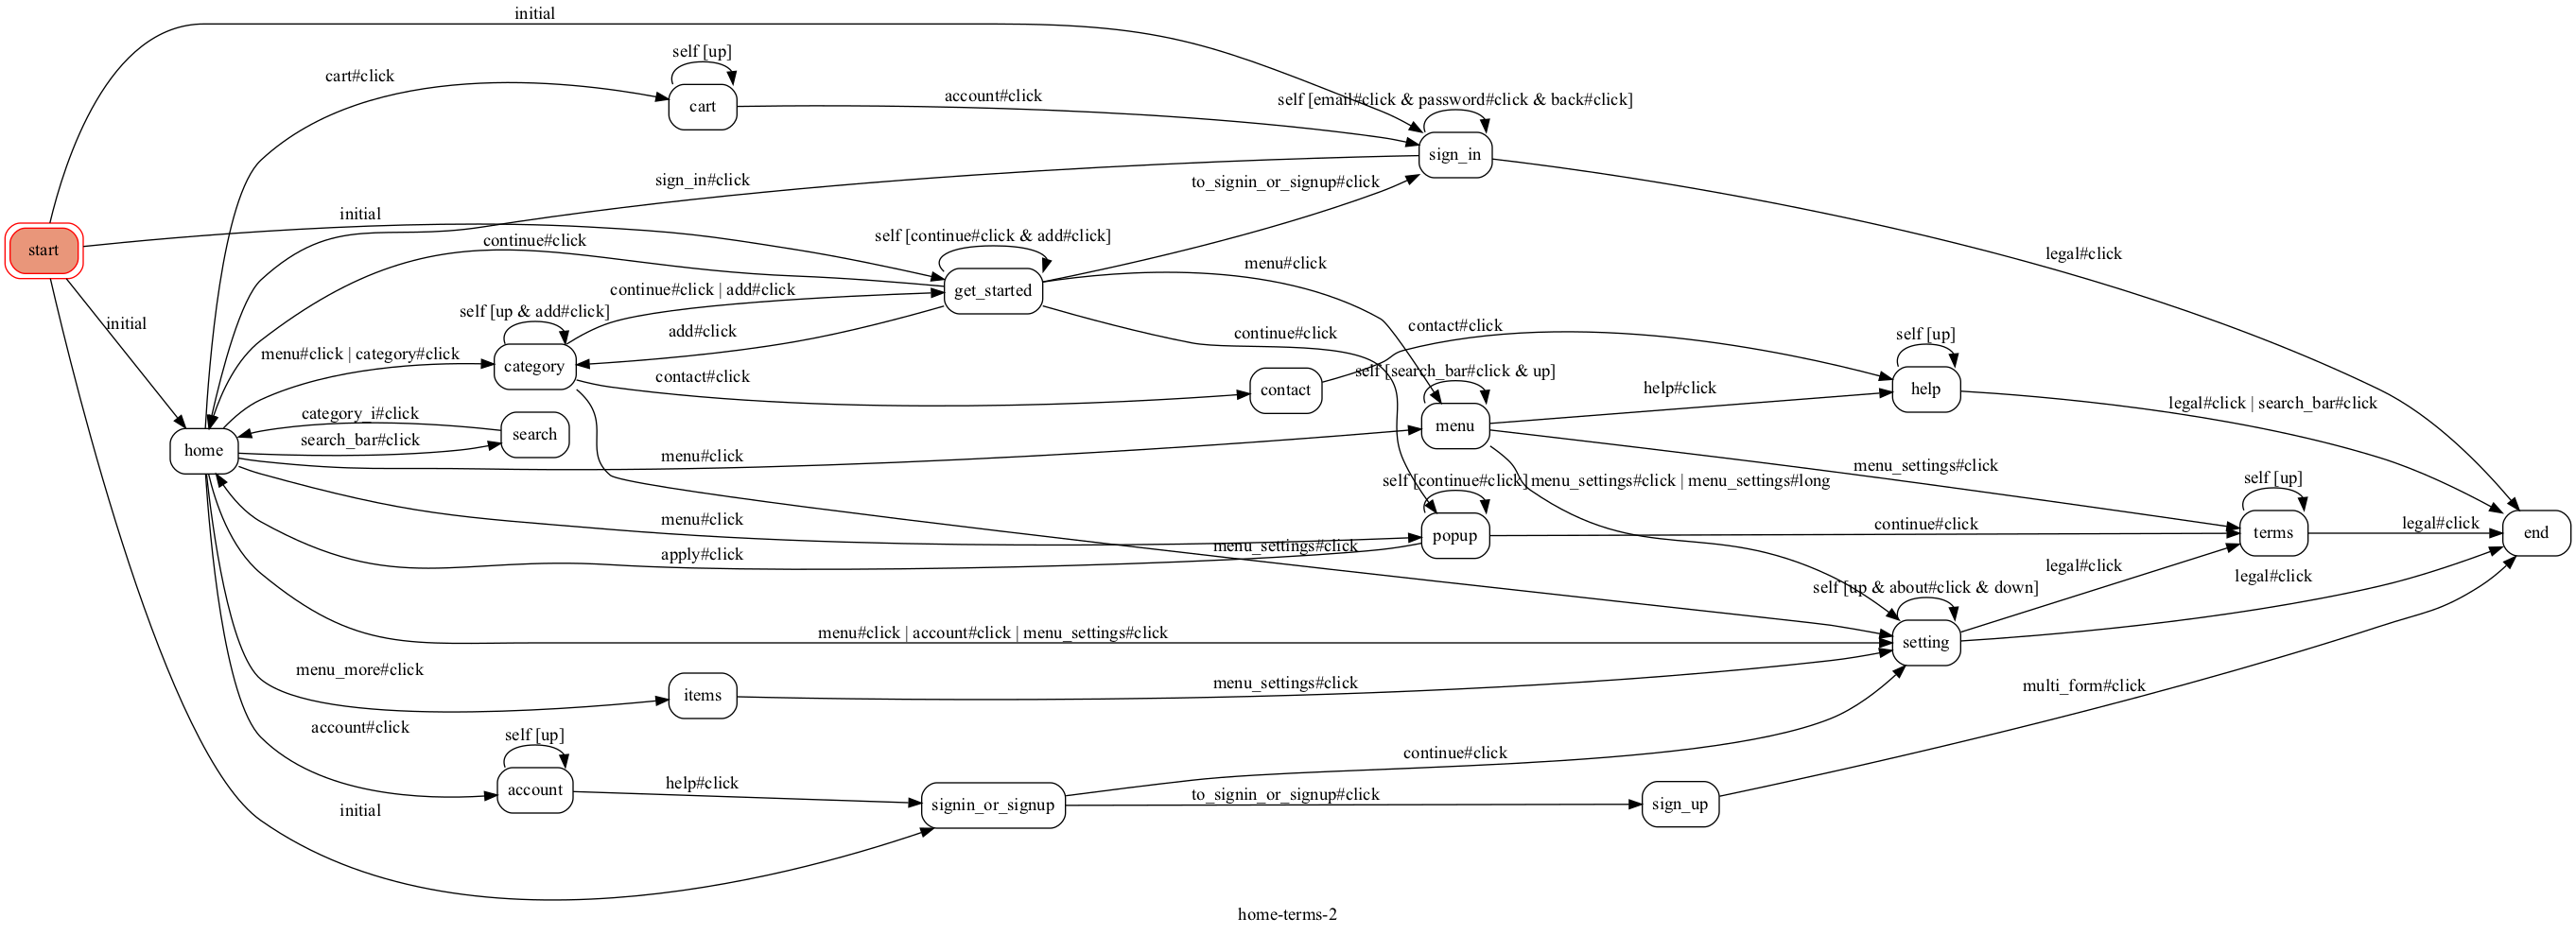 initial
self [up]
cart#click
cart
account#click
self [email#click & password#click & back#click]
sign_in
sign_in#click
to_signin_or_signup#click
initial
start
continue#click
self [continue#click & add#click]
legal#click
menu#click
get_started
continue#click | add#click
self [up & add#click]
initial
add#click
continue#click
contact#click
self [up]
menu#click | category#click
category
contact#click
contact
self [search_bar#click & up]
help#click
help
legal#click | search_bar#click
category_i#click
search
search_bar#click
home
menu
menu#click
menu_settings#click
self [continue#click]
menu_settings#click | menu_settings#long
self [up]
menu#click
popup
continue#click
terms
legal#click
end
apply#click
menu_settings#click
legal#click
legal#click
self [up & about#click & down]
menu#click | account#click | menu_settings#click
setting
menu_more#click
items
menu_settings#click
multi_form#click
account#click
self [up]
continue#click
account
help#click
signin_or_signup
to_signin_or_signup#click
sign_up
initial
home-terms-2